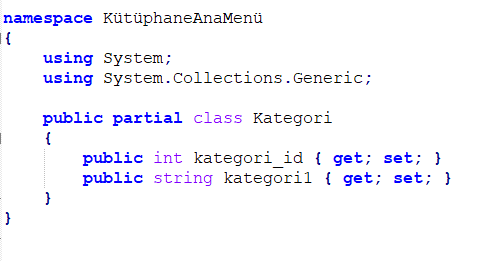 namespace KütüphaneAnaMenü
{
    using System;
    using System.Collections.Generic;

    public partial class Kategori
    {
        public int kategori_id { get; set; }
        public string kategori1 { get; set; }
    }
}